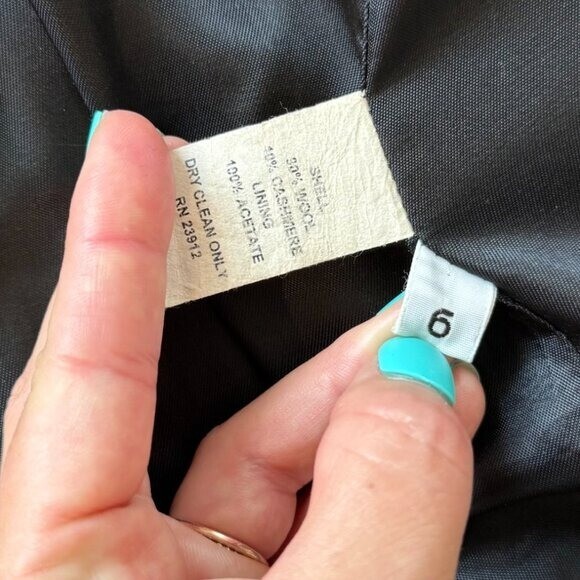 SHELL
90% WOOL
10% CASHMERE
LINING
100% ACETATE
DRY CLEAN ONLY
RN 23912
6